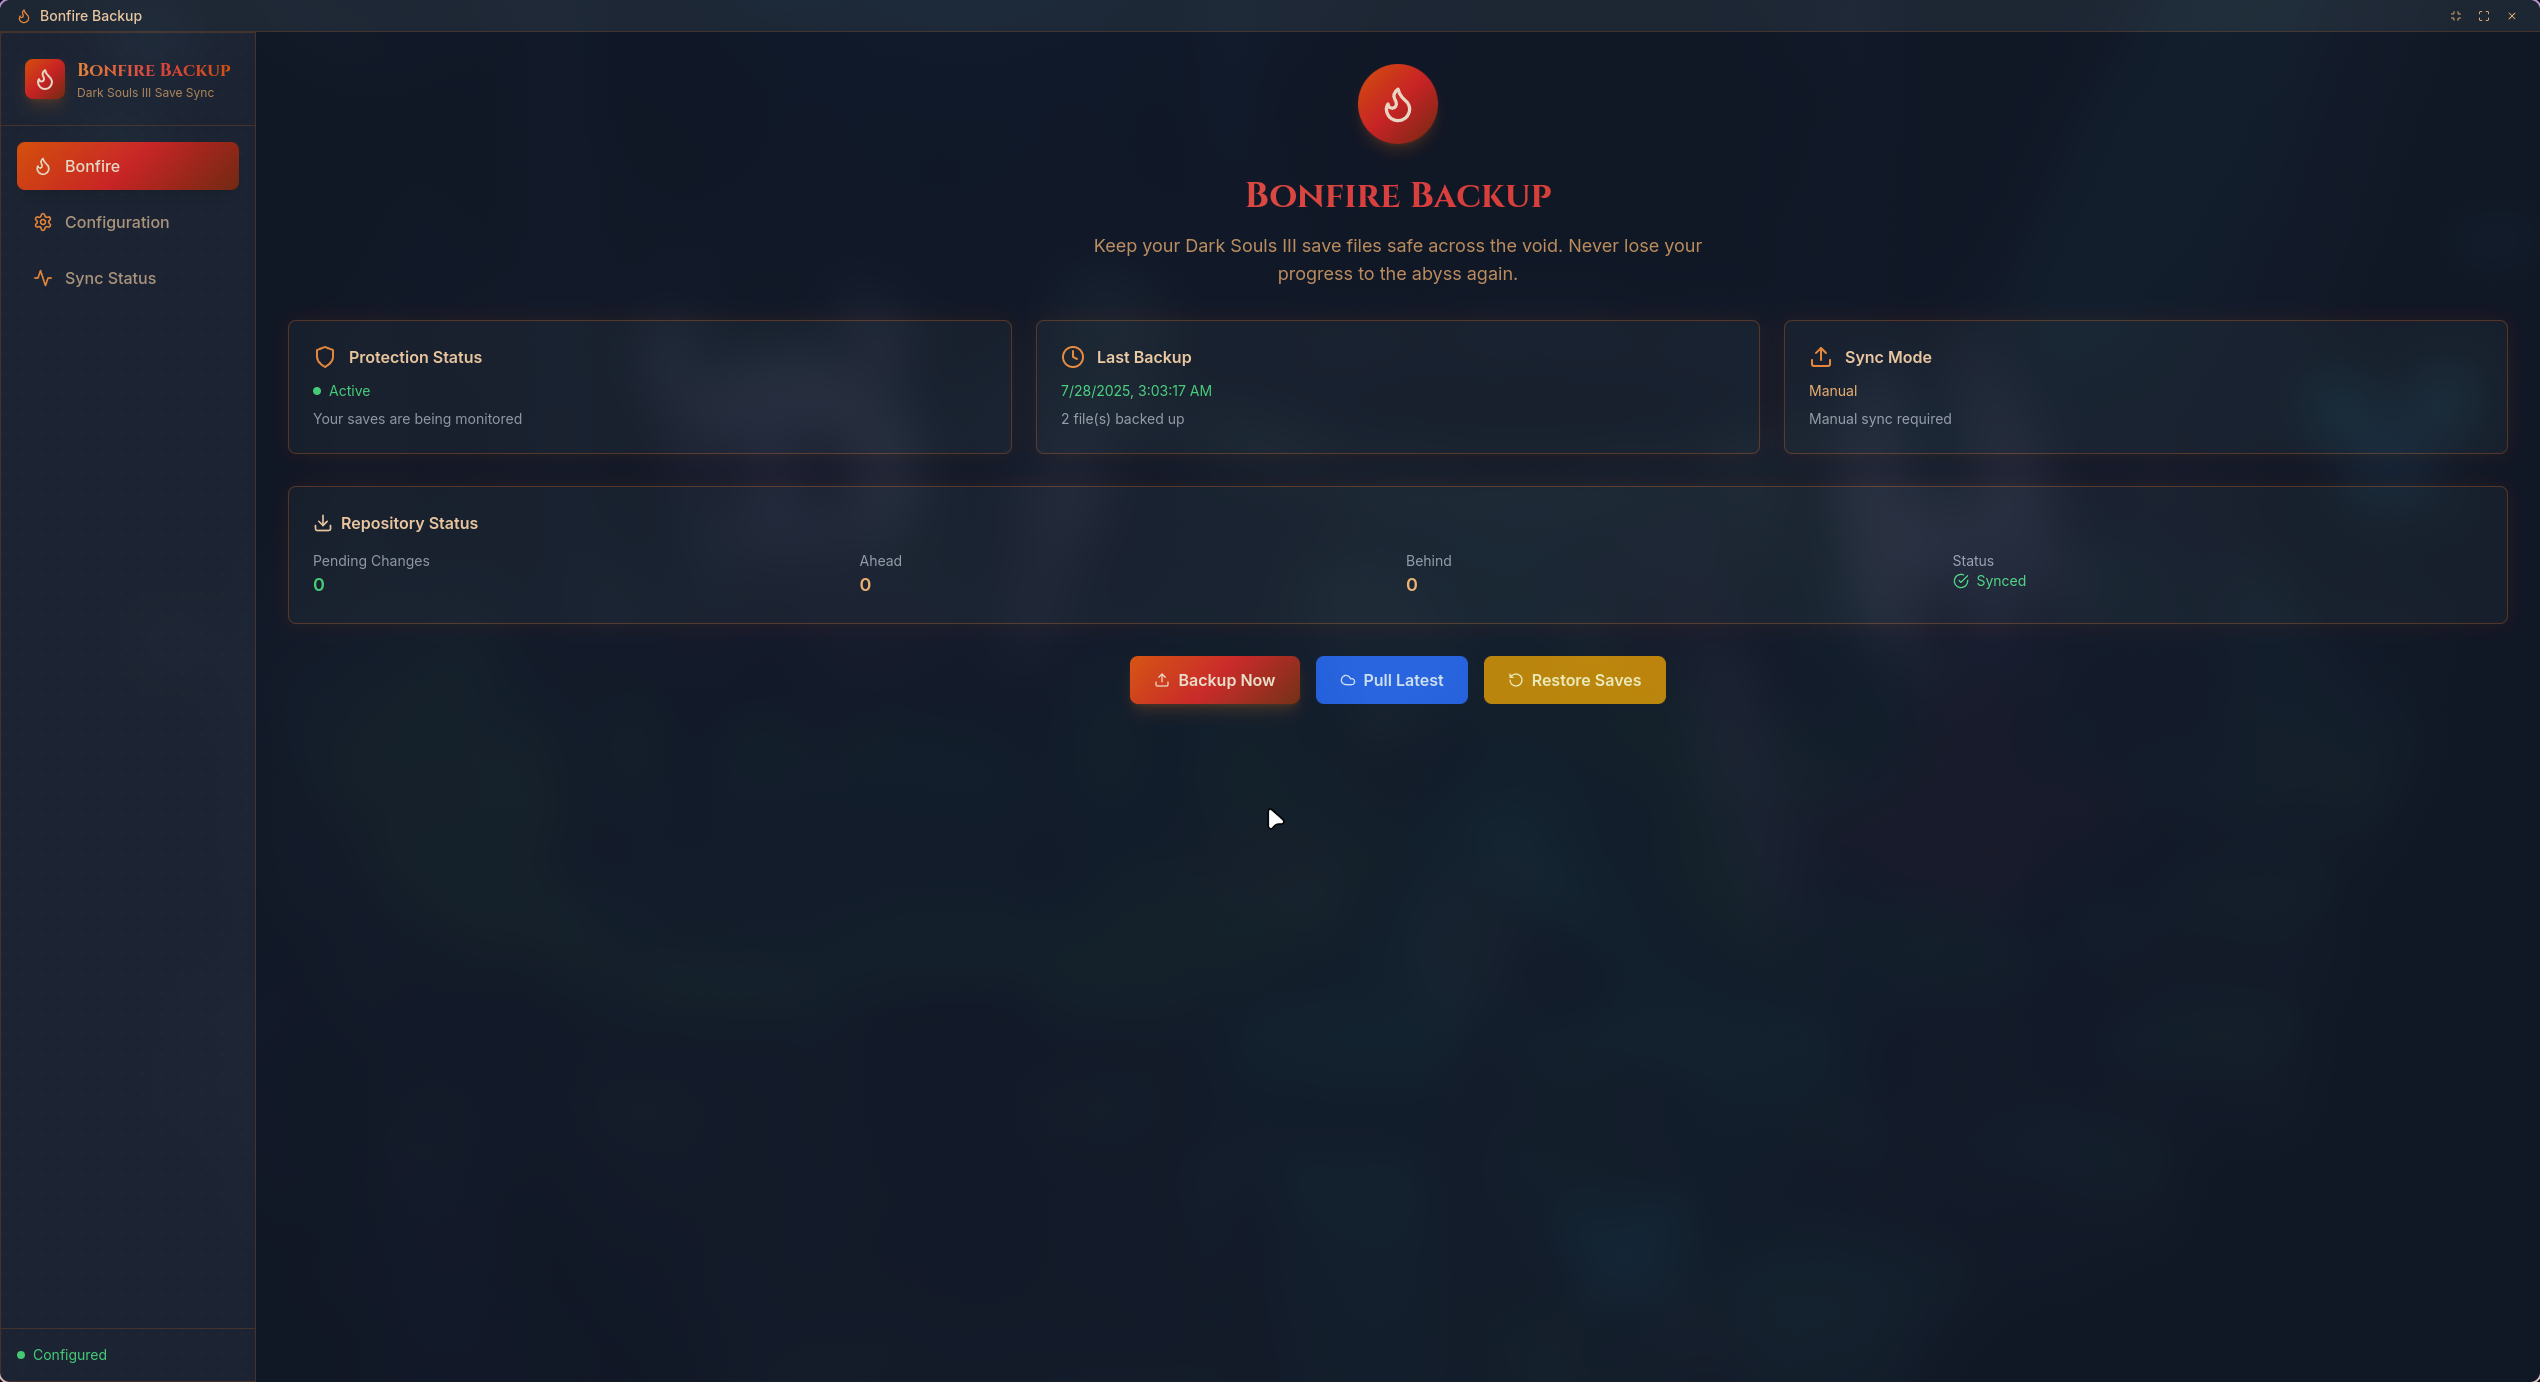 Bonfire Backup
Bonfire Backup
Dark Souls III Save Sync
Bonfire
Configuration
Sync Status
Configured
Bonfire Backup
Keep your Dark Souls III save files safe across the void. Never lose your
progress to the abyss again.
Protection Status
Active
Your saves are being monitored
Last Backup
7/28/2025, 3:03:17 AM
2 file(s) backed up
Sync Mode
Manual
Manual sync required
Repository Status
Pending Changes
0
Ahead
0
Behind
0
Status
Synced
Backup Now
Pull Latest
Restore Saves